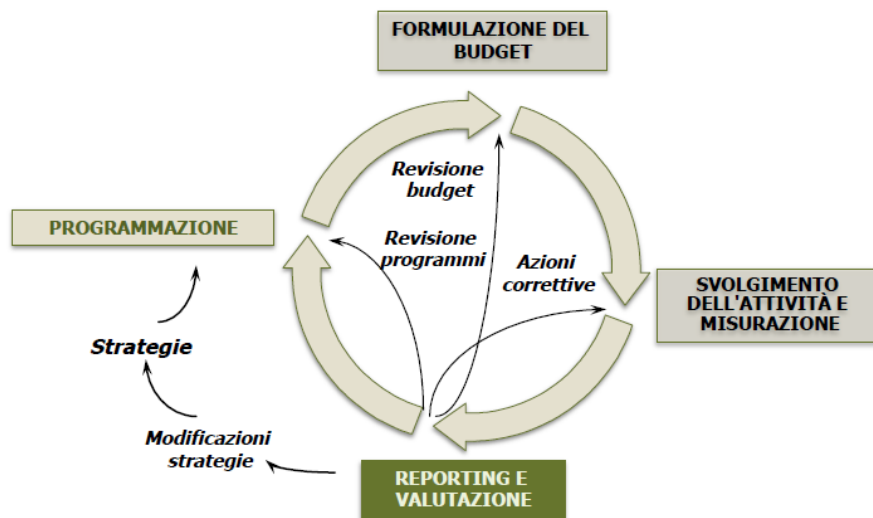 FORMULAZIONE DEL
BUDGET
Revisione
budget
PROGRAMMAZIONE
Revisione
programmi
Azioni
correttive
SVOLGIMENTO
DELL'ATTIVITÀ E
MISURAZIONE
Strategie
Modificazioni
strategie
REPORTING E
VALUTAZIONE